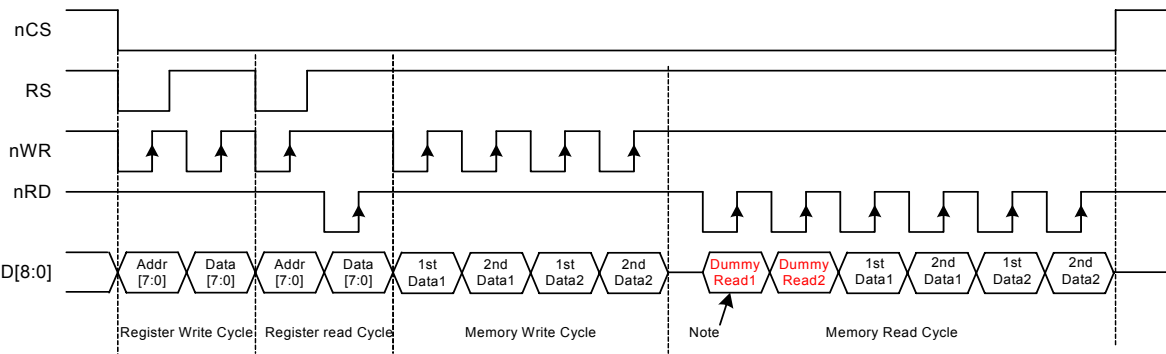 nCS
RS
nWR
nRD
D[8:0]
Addr
[7:0]
Data
[7:0]
Addr
[7:0]
Data
[7:0]
1st
Data1
2nd
Data1
1st
Data2
2nd
Data2
Dummy
Read1
Dummy
Read2
1st
Data1
2nd
Data1
1st
Data2
2nd
Data2
Register Write Cycle
Register read Cycle
Memory Write Cycle
Note
Memory Read Cycle